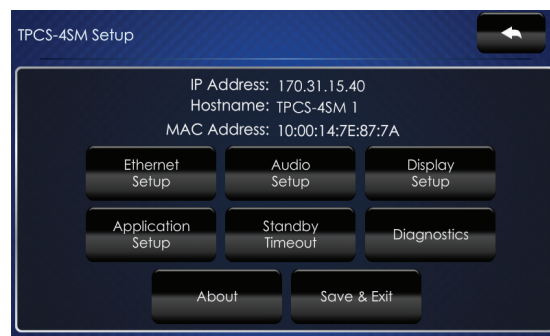 TPCS-4SM Setup
IP Address: 170.31.15.40
Hostname: TPCS-4SM 1
MAC Address: 10:00:14:7E:87:7A
Ethernet Setup
Audio Setup
Display Setup
Application Setup
Standby Timeout
Diagnostics
About
Save & Exit